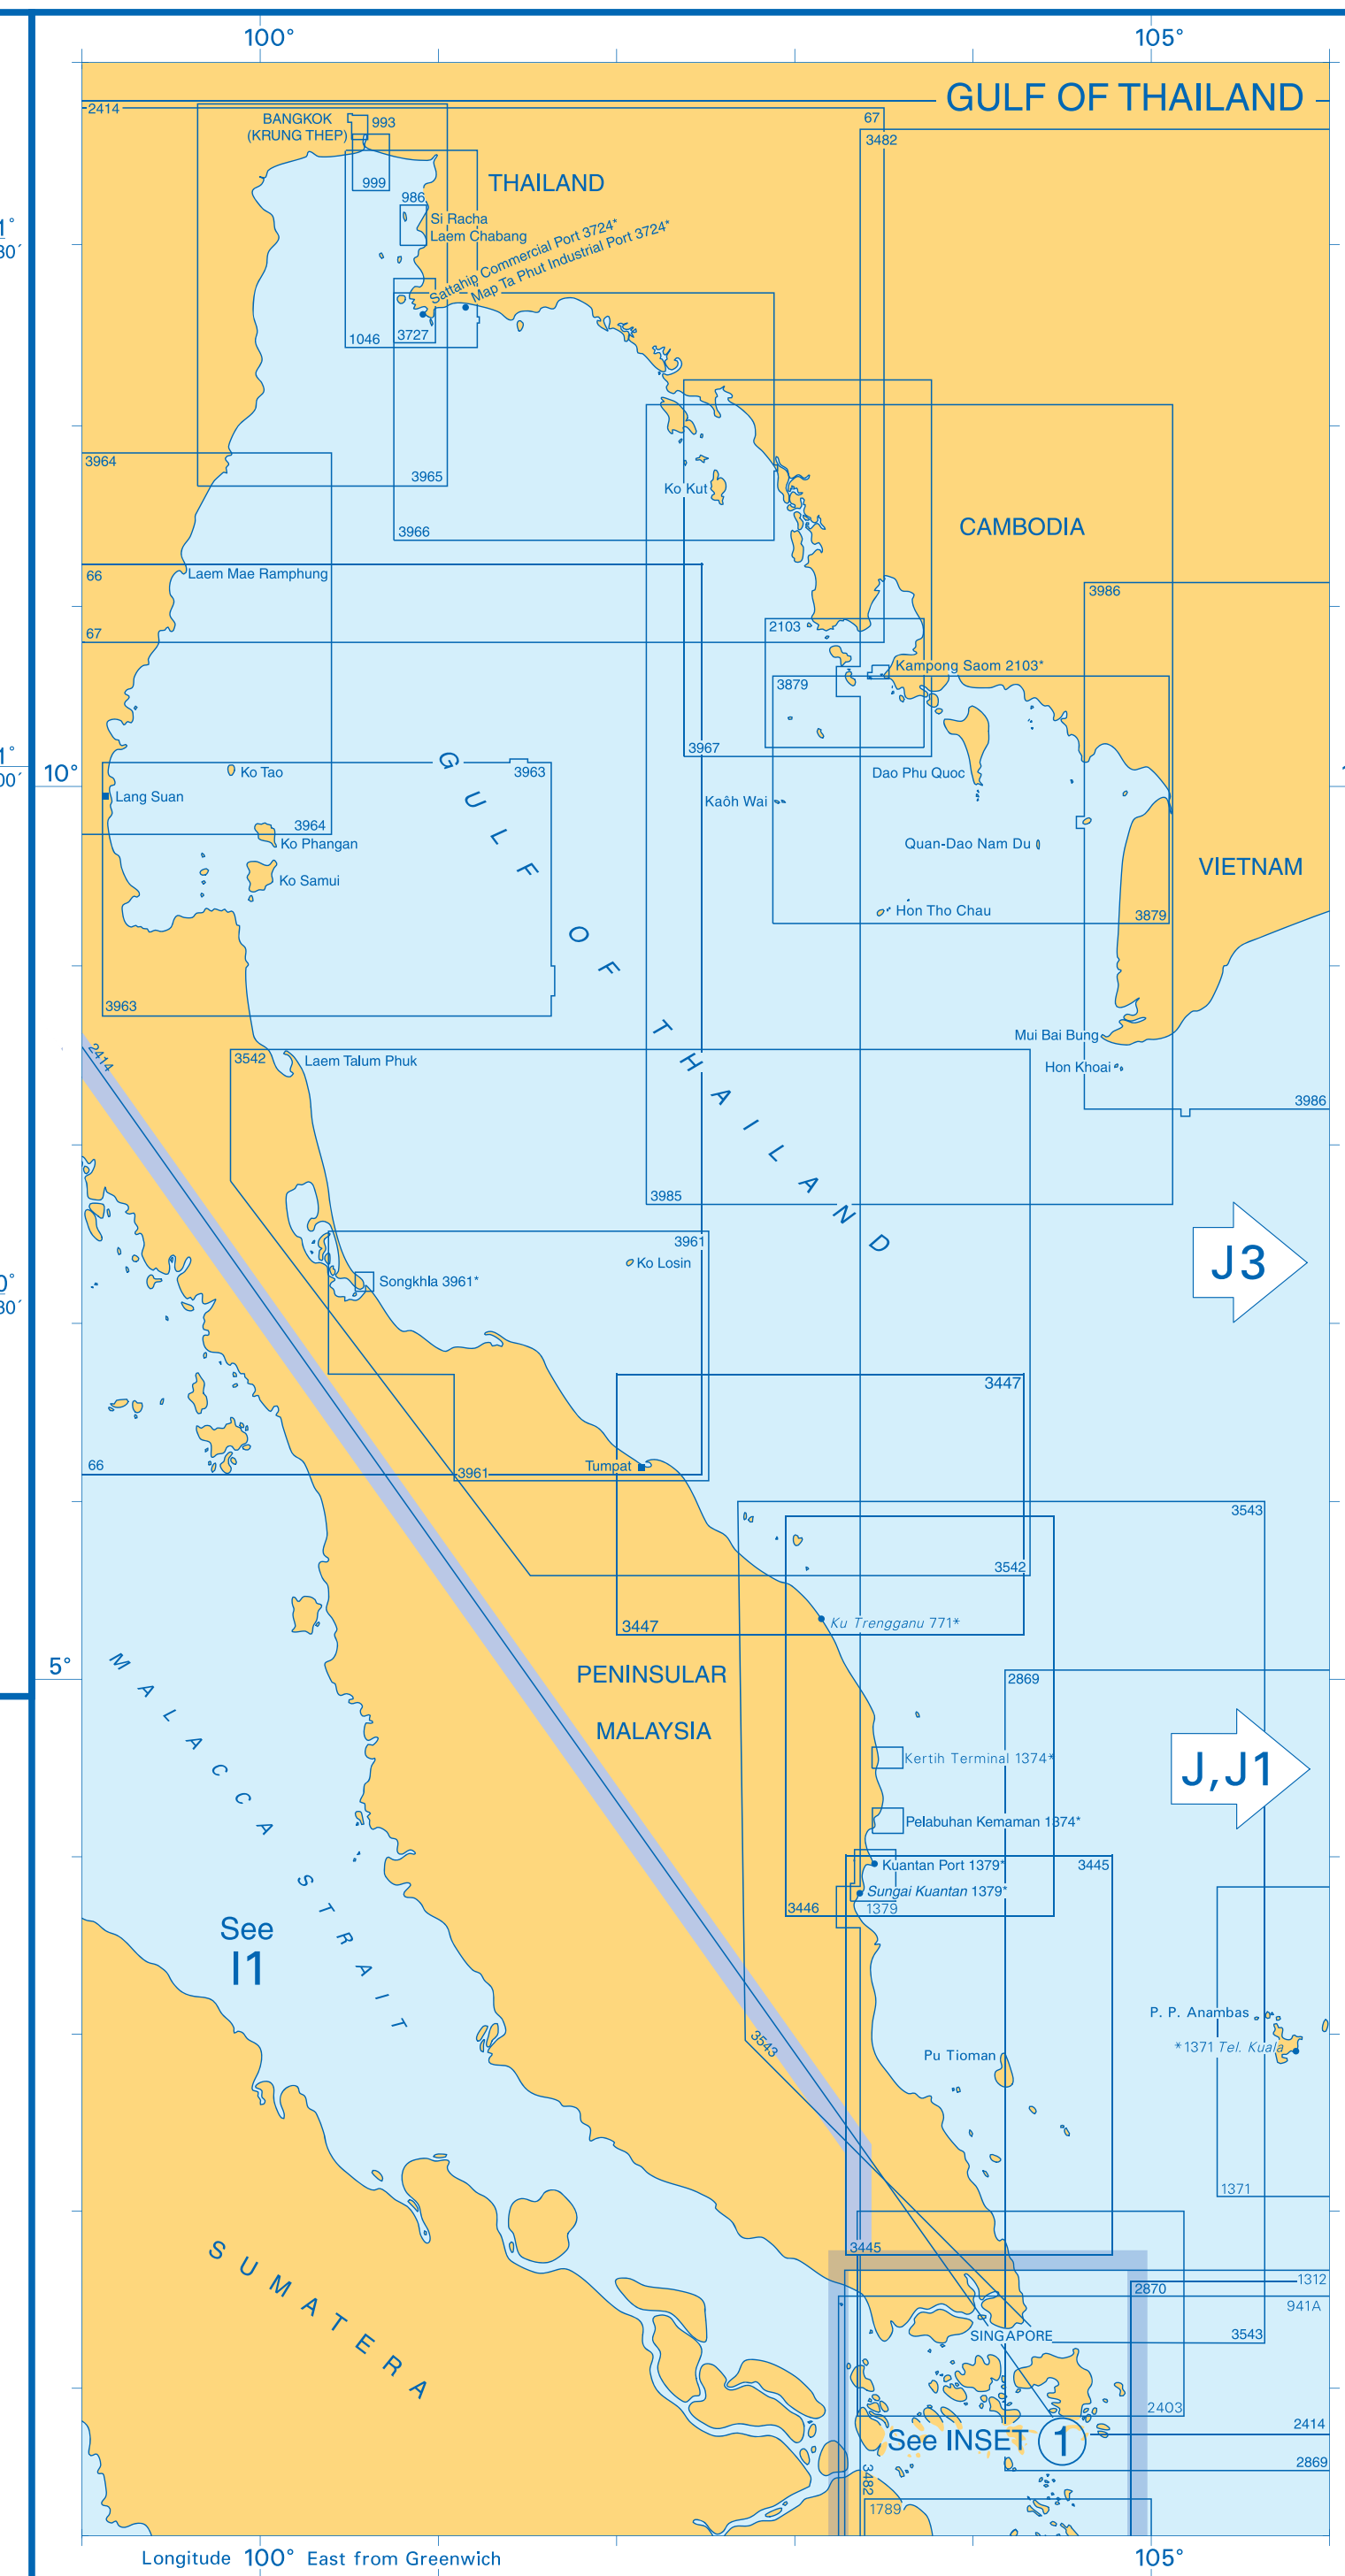 100°
105°
GULF OF THAILAND
2414
BANGKOK
993
67
(KRUNG THEP)
3482
999
THAILAND
986
Si Racha
Laem Chabang
Sattahip Commercial Port 3724*
Map Ta Phut Industrial Port 3724*
1°
30′
1046
3727
3964
3965
Ko Kut
CAMBODIA
3966
66
Laem Mae Ramphung
3986
2103
67
Kampong Saom 2103*
3879
3967
1°
00′
10°
GULF OF THAILAND
3963
Ko Tao
Dao Phu Quoc
Lang Suan
Kaôh Wai
3964
Ko Phangan
Quan-Dao Nam Du
VIETNAM
Ko Samui
Hon Tho Chau
3879
3963
Mui Bai Bung
2414
3542
Laem Talum Phuk
Hon Khoai
3986
3985
3961
Ko Losin
J3
Songkhla 3961*
0°
30′
3447
66
3961
Tumpat
3543
3542
3447
Ku Trengganu 771*
5°
PENINSULAR
MALAYSIA
2869
MALACCA STRAIT
Kertih Terminal 1374*
J,J1
Pelabuhan Kemaman 1374*
Kuantan Port 1379*
3445
Sungai Kuantan 1379*
3446
1379
See
I1
P. P. Anambas
3543
*1371 Tel. Kuala
Pu Tioman
1371
3445
SUMATERA
1312
2870
941A
SINGAPORE
3543
2403
2414
See INSET 1
2869
3482
1789
Longitude 100° East from Greenwich
105°